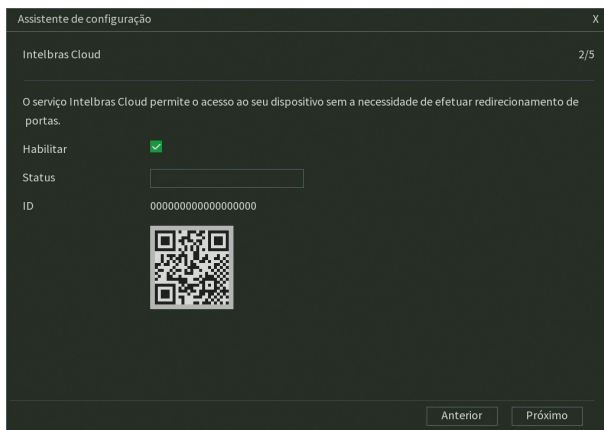 Assistente de configuração X
Intelbras Cloud 2/5
O serviço Intelbras Cloud permite o acesso ao seu dispositivo sem a necessidade de efetuar redirecionamento de
portas.
Habilitar
Status
ID 000000000000000000
Anterior Próximo